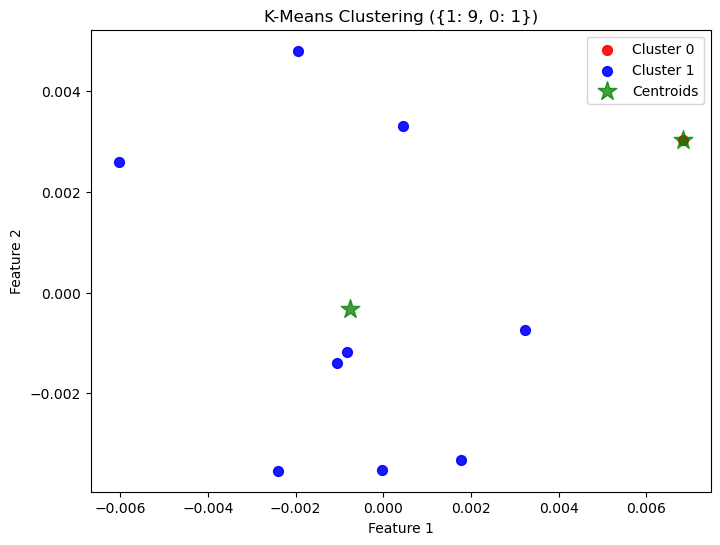 K-Means Clustering ({1: 9, 0: 1})
Cluster 0
Cluster 1
Centroids
Feature 2
0.004
0.002
0.000
−0.002
−0.006
−0.004
−0.002
0.000
0.002
0.004
0.006
Feature 1